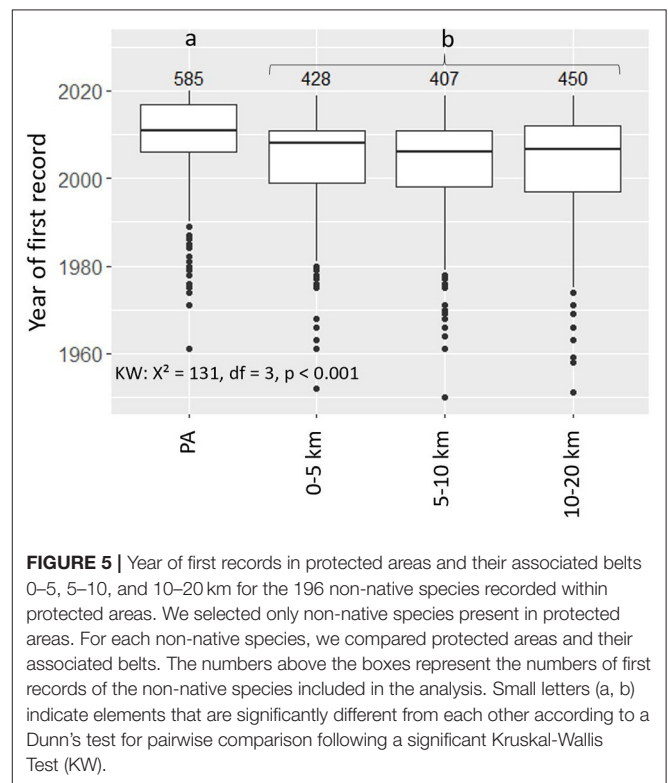 a b
585 428 407 450
2020
2000
1980
1960
Year of first record
KW: X² = 131, df = 3, p < 0.001
PA 0-5 km 5-10 km 10-20 km
FIGURE 5 | Year of first records in protected areas and their associated belts
0–5, 5–10, and 10–20 km for the 196 non-native species recorded within
protected areas. We selected only non-native species present in protected
areas. For each non-native species, we compared protected areas and their
associated belts. The numbers above the boxes represent the numbers of first
records of the non-native species included in the analysis. Small letters (a, b)
indicate elements that are significantly different from each other according to a
Dunn’s test for pairwise comparison following a significant Kruskal-Wallis
Test (KW).